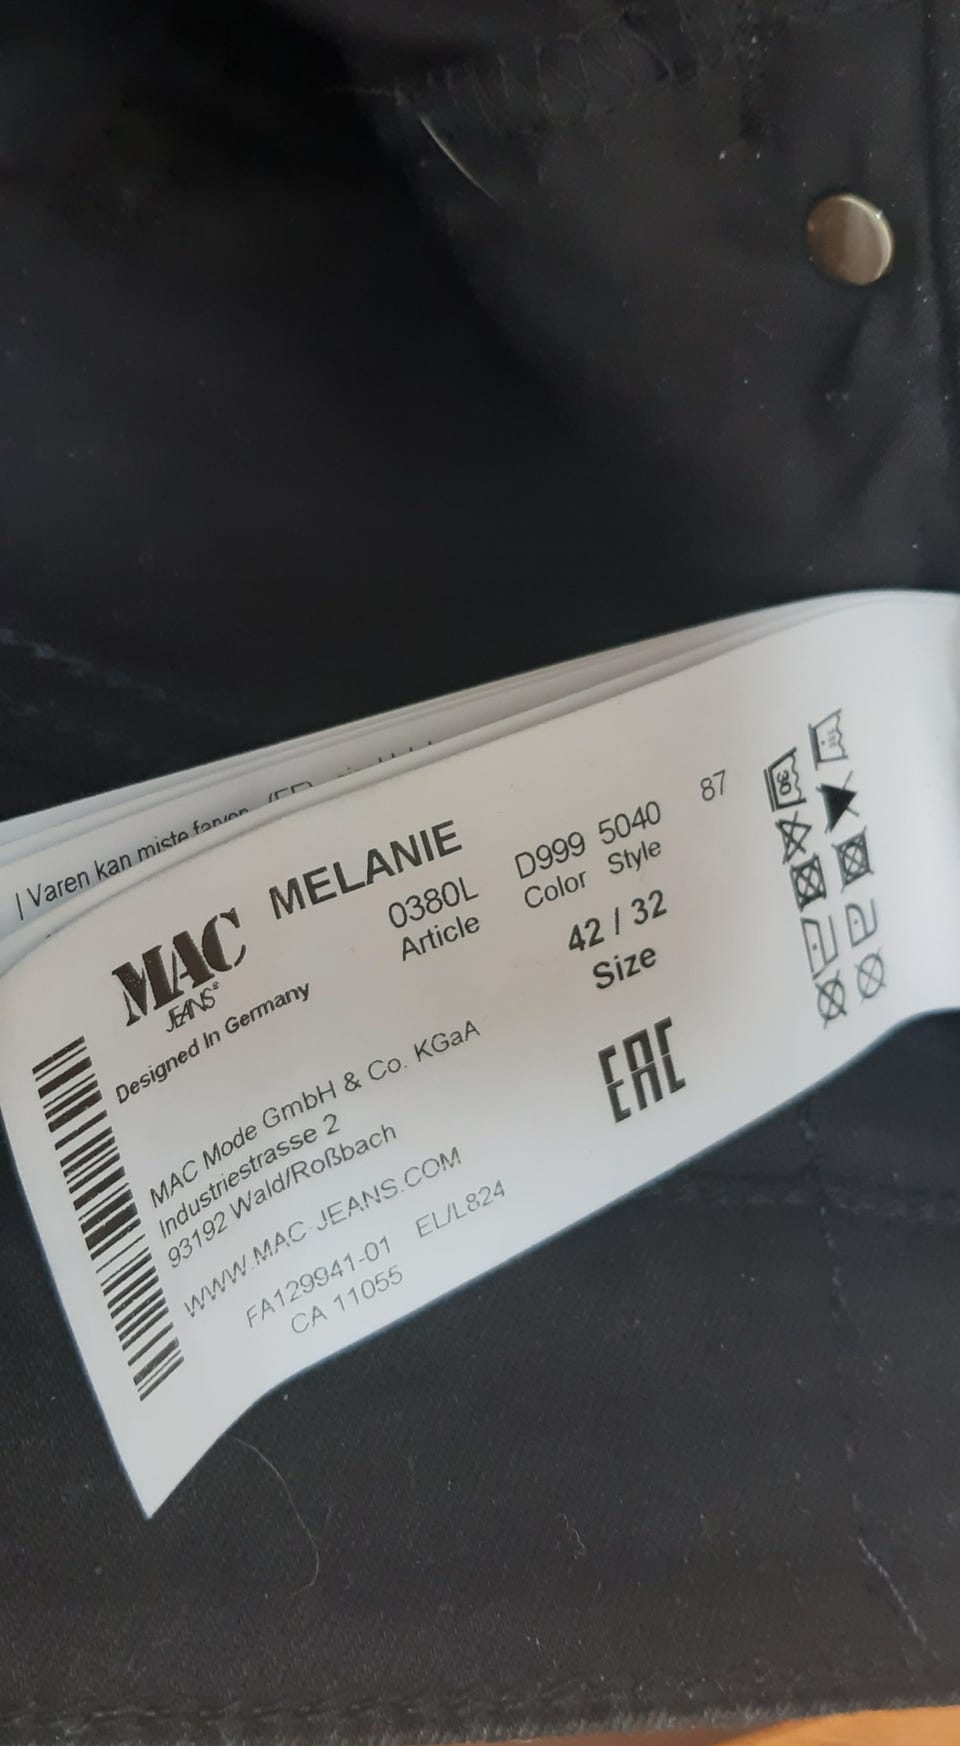 | Varen kan miste farven
MAC
JEANS®
MELANIE
0380L D999 5040 87
Article Color Style
Designed In Germany
42 / 32
Size
MAC Mode GmbH & Co. KGaA
Industriestrasse 2
93192 Wald/Roßbach
EAC
WWW.MAC-JEANS.COM
FA129941-01 EL/L824
CA 11055
30